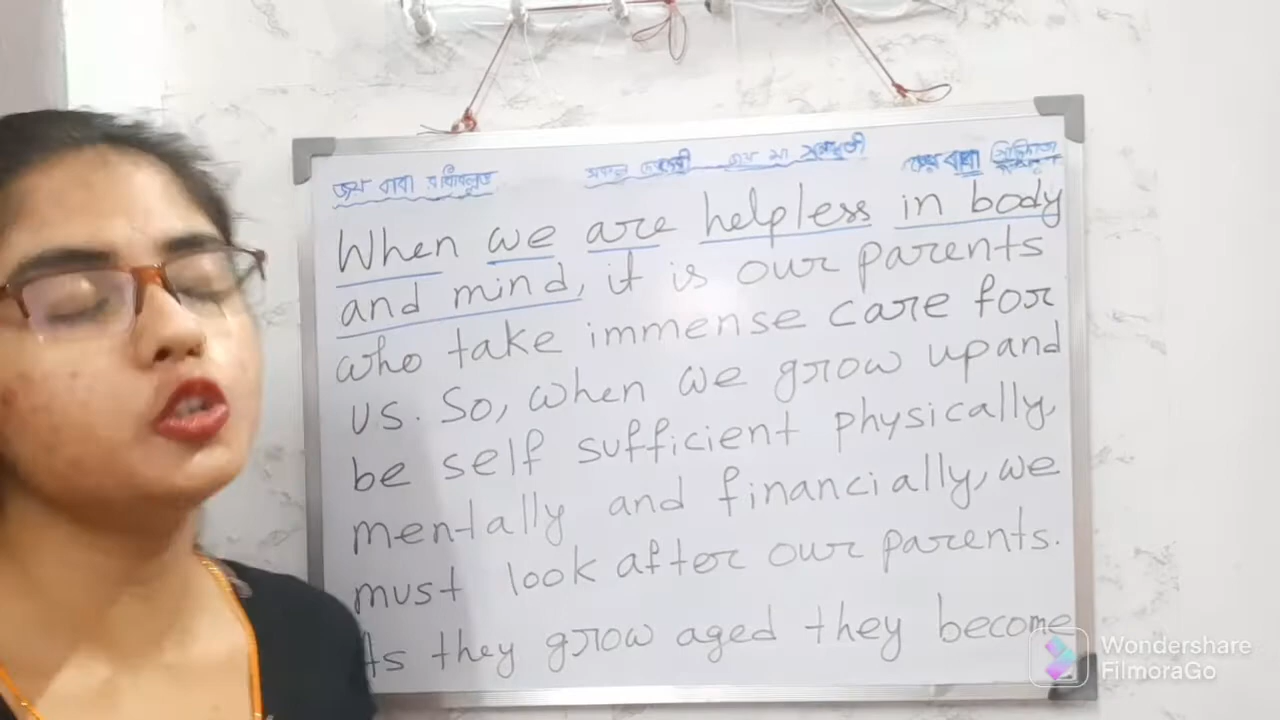 জয় বাবা
When we are helpless in body
and mind, it is our parents
who take immense care for
us. So, when we grow up and
be self sufficient physically,
mentally and financially, we
must look after our parents.
As they grow aged they become
Wondershare
FilmoraGo